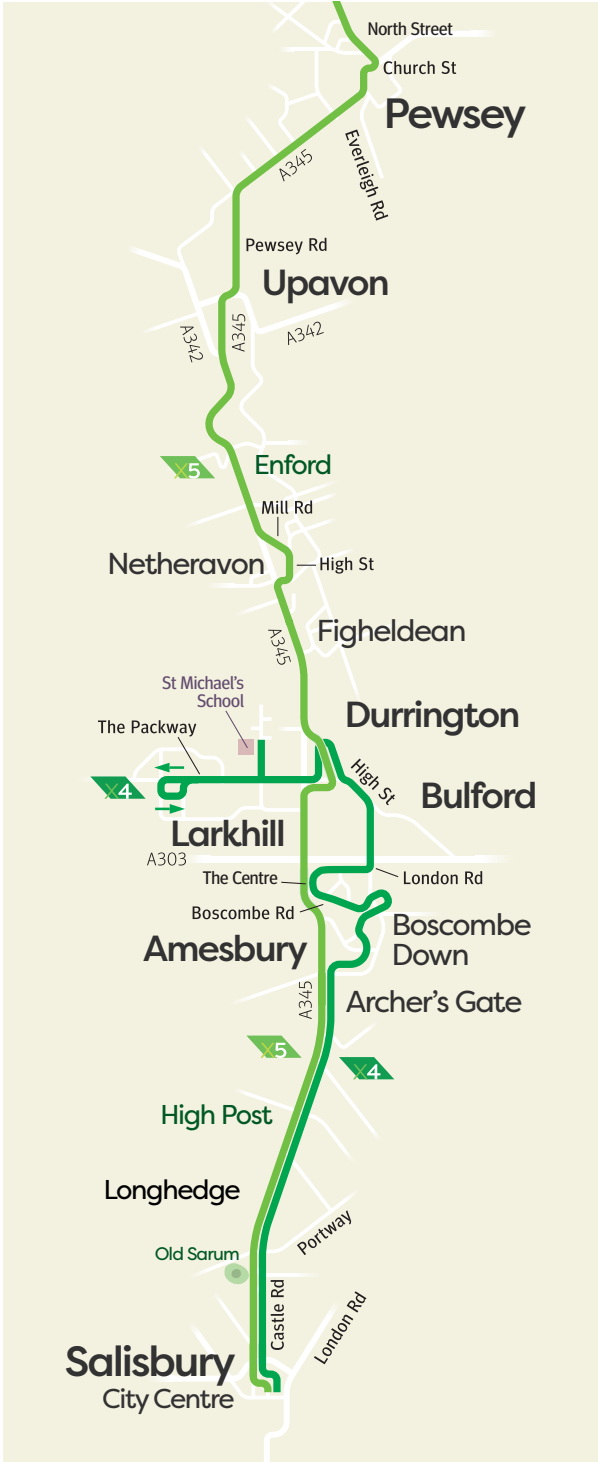 North Street
Church St
Pewsey
Everleigh Rd
A345
Pewsey Rd
Upavon
A345
A342
A342
X5
Enford
Mill Rd
Netheravon
High St
Figheldean
A345
St Michael's
School
Durrington
The Packway
High St
X4
Bulford
Larkhill
A303
The Centre
London Rd
Boscombe Rd
Boscombe
Down
Amesbury
A345
Archer's Gate
X5
X4
High Post
Longhedge
Portway
Old Sarum
Castle Rd
London Rd
Salisbury
City Centre